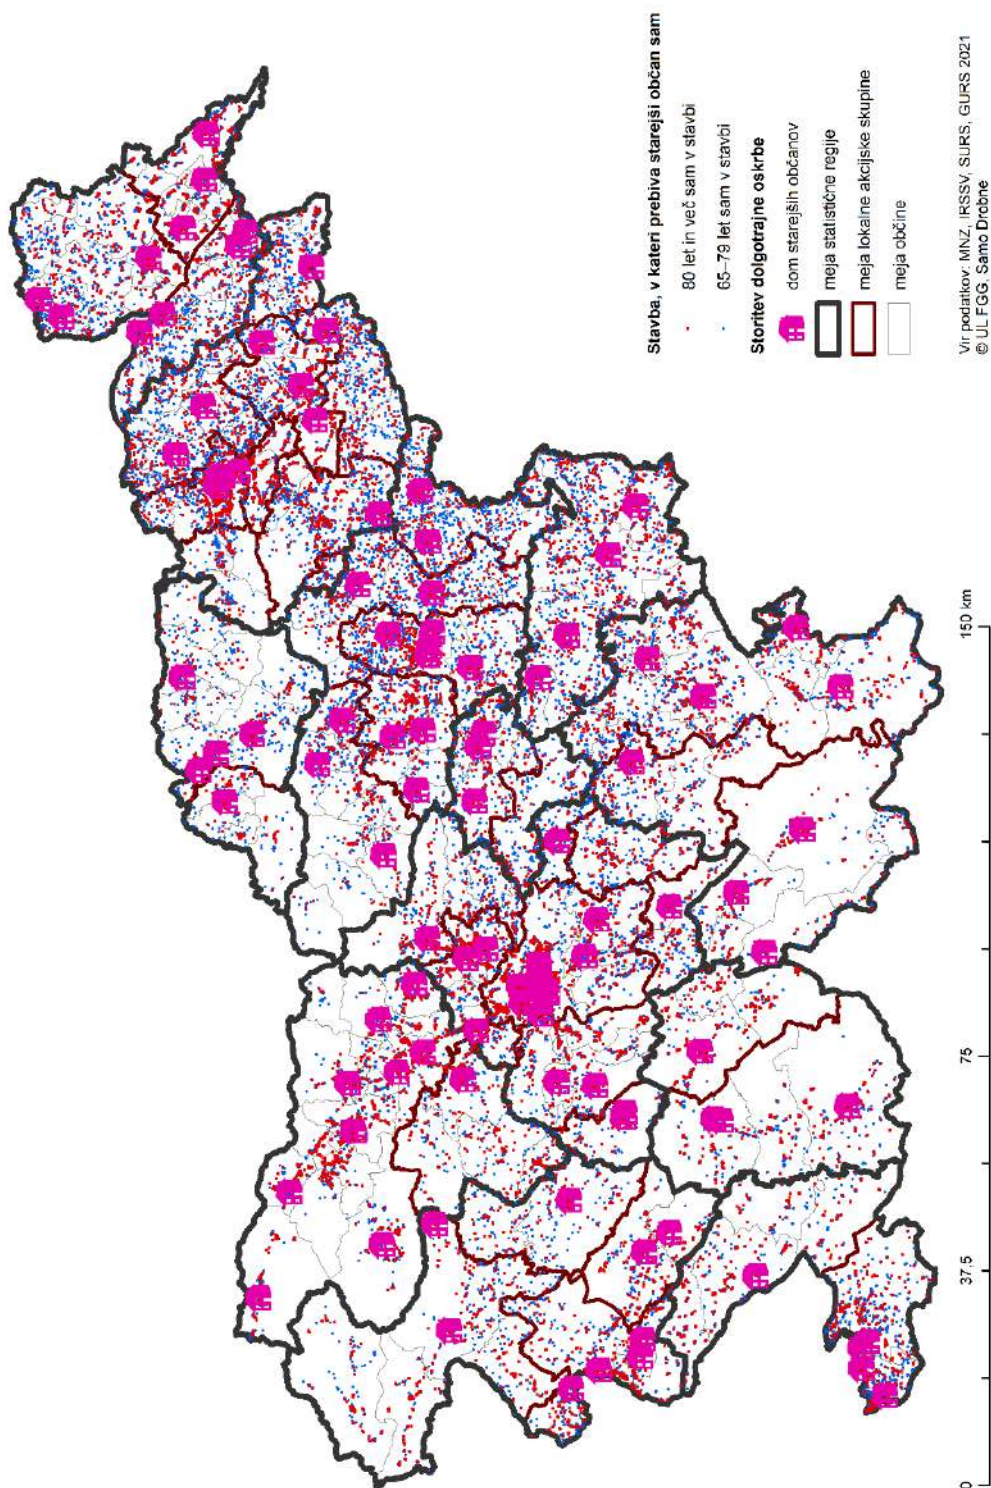 Stavba, v kateri prebiva starejši občan sam
80 let in več sam v stavbi
65–79 let sam v stavbi
Storitev dolgotrajne oskrbe
dom starejših občanov
meja statistične regije
meja lokalne akcijske skupine
meja občine
Vir podatkov: MNZ, IRSSV, SURS, GURS 2021
© UL FGG, Samo Drobne
0
37.5
75
150 km